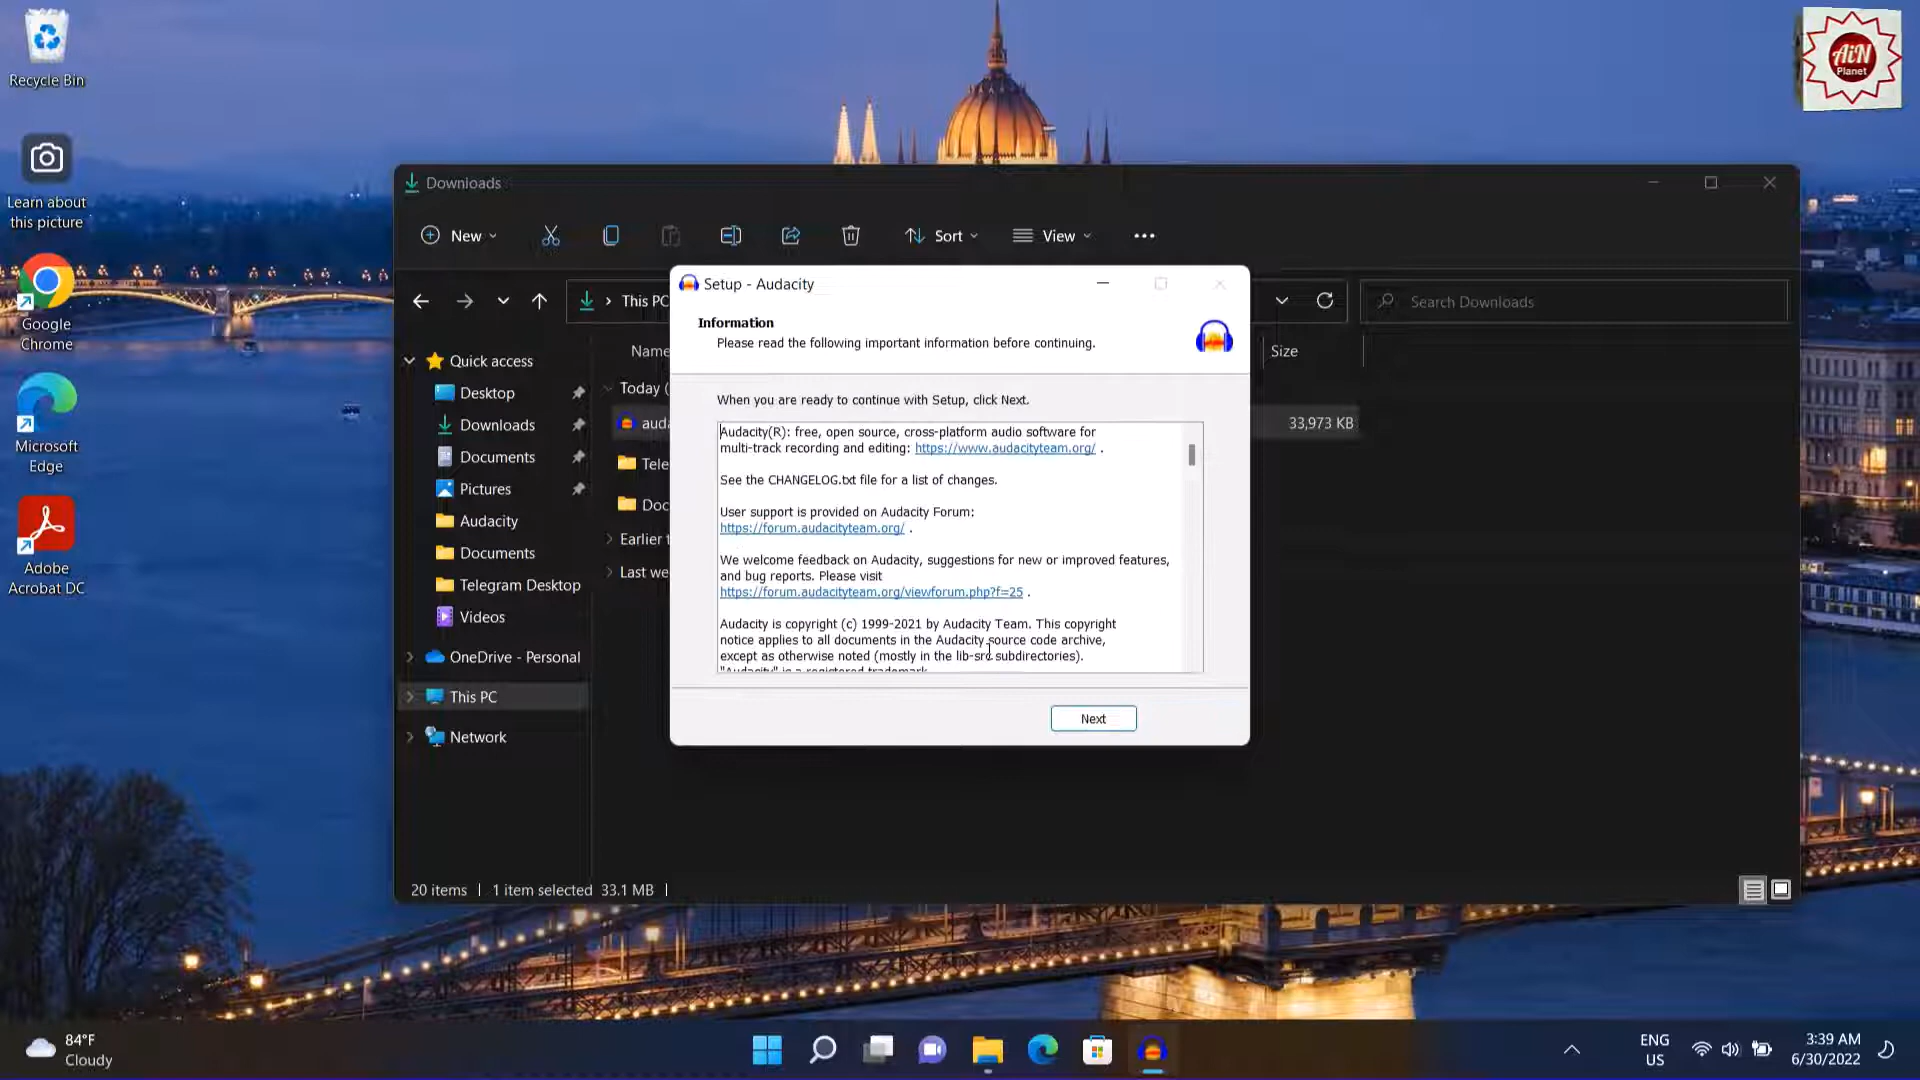 Recycle Bin
Learn about
this picture
Google
Chrome
Microsoft
Edge
Adobe
Acrobat DC
AiN
Planet
Downloads
New
Sort
View
This PC
Search Downloads
Quick access
Desktop
Downloads
Documents
Pictures
Audacity
Documents
Telegram Desktop
Videos
OneDrive - Personal
This PC
Network
Name
Size
Today (
auda
33,973 KB
Tele
Doc
Earlier t
Last we
Setup - Audacity
Information
Please read the following important information before continuing.
When you are ready to continue with Setup, click Next.
Audacity(R): free, open source, cross-platform audio software for
multi-track recording and editing: https://www.audacityteam.org/ .
See the CHANGELOG.txt file for a list of changes.
User support is provided on Audacity Forum:
https://forum.audacityteam.org/ .
We welcome feedback on Audacity, suggestions for new or improved features,
and bug reports. Please visit
https://forum.audacityteam.org/viewforum.php?f=25 .
Audacity is copyright (c) 1999-2021 by Audacity Team. This copyright
notice applies to all documents in the Audacity source code archive,
except as otherwise noted (mostly in the lib-src subdirectories).
"Audacity" is a registered trademark
Next
20 items | 1 item selected 33.1 MB |
84°F
Cloudy
ENG
US
3:39 AM
6/30/2022